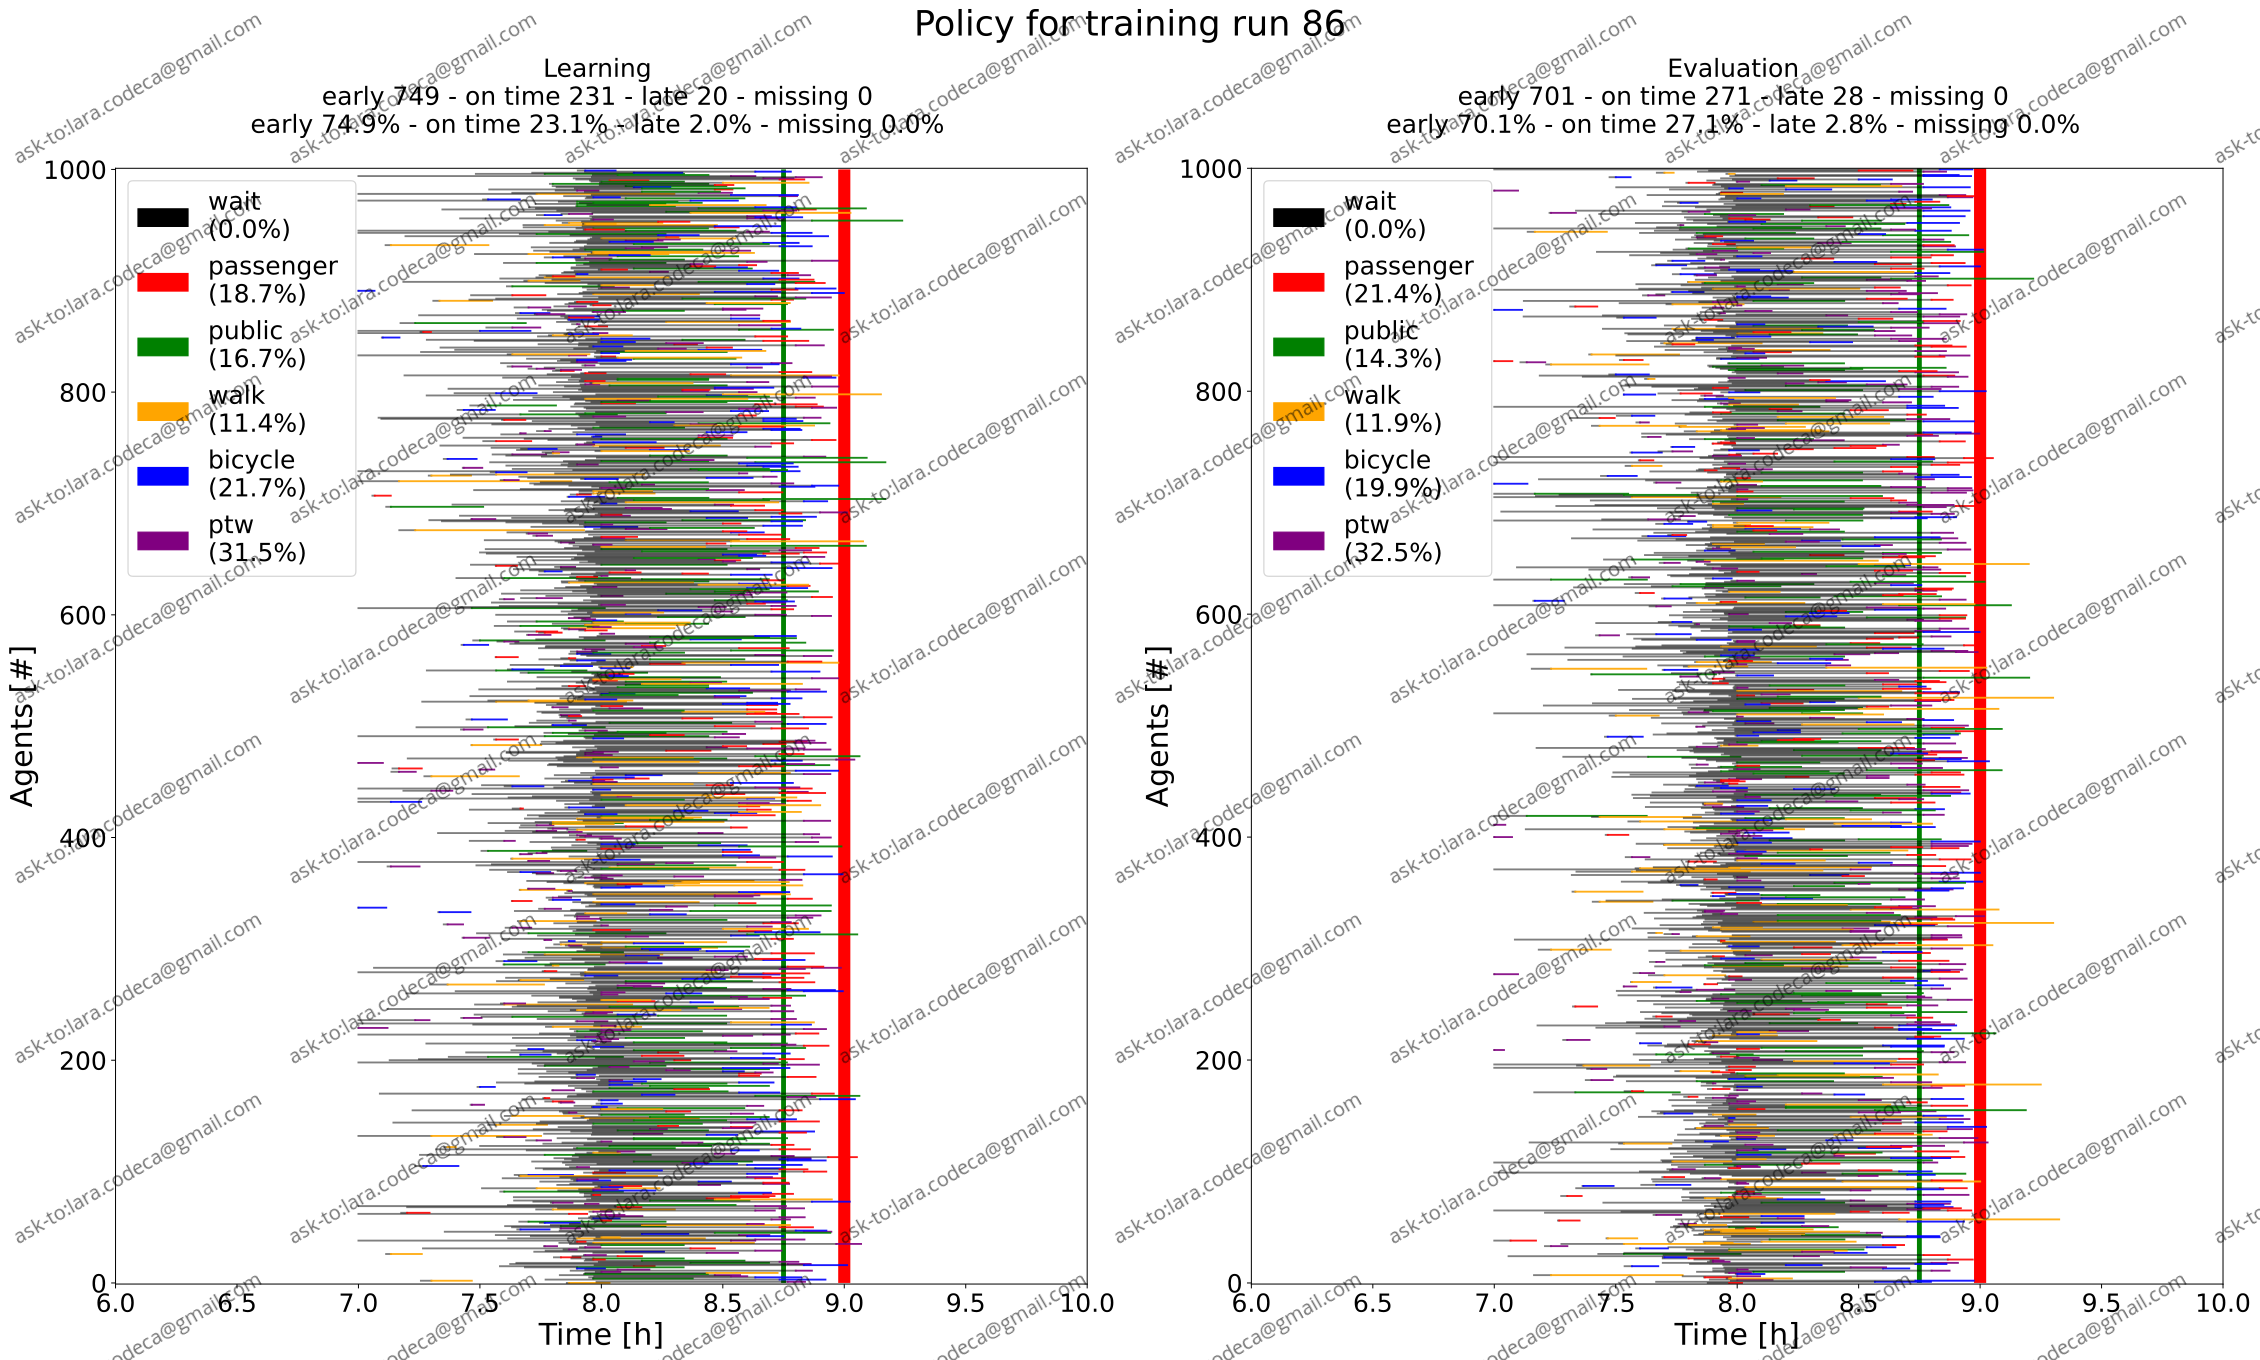 Policy for training run 86
Learning
early 749 - on time 231 - late 20 - missing 0
early 74.9% - on time 23.1% - late 2.0% - missing 0.0%
Evaluation
early 701 - on time 271 - late 28 - missing 0
early 70.1% - on time 27.1% - late 2.8% - missing 0.0%
wait
(0.0%)
passenger
(18.7%)
public
(16.7%)
walk
(11.4%)
bicycle
(21.7%)
ptw
(31.5%)
Agents [#]
1000
800
600
400
200
0
6.0 6.5 7.0 7.5 8.0 8.5 9.0 9.5 10.0
Time [h]
wait
(0.0%)
passenger
(21.4%)
public
(14.3%)
walk
(11.9%)
bicycle
(19.9%)
ptw
(32.5%)
Agents [#]
1000
800
600
400
200
0
6.0 6.5 7.0 7.5 8.0 8.5 9.0 9.5 10.0
Time [h]
ask-to:lara.codeca@gmail.com